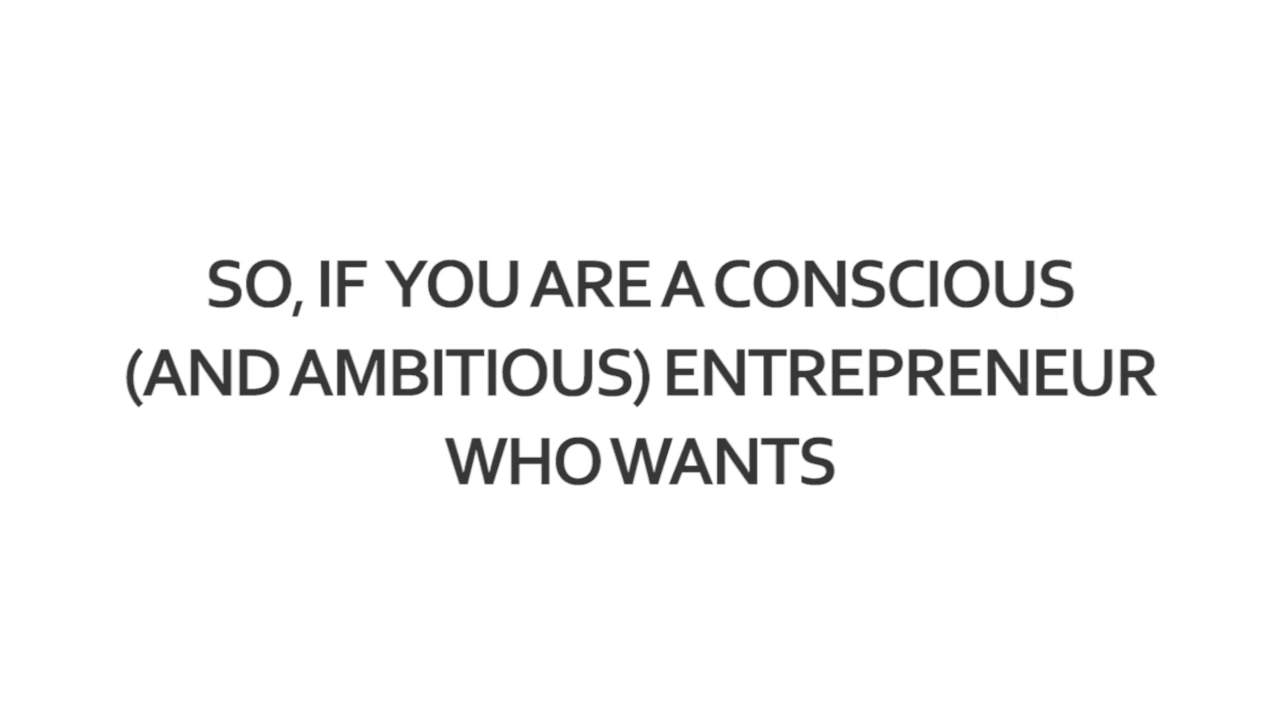 SO, IF YOU ARE A CONSCIOUS
(AND AMBITIOUS) ENTREPRENEUR
WHO WANTS